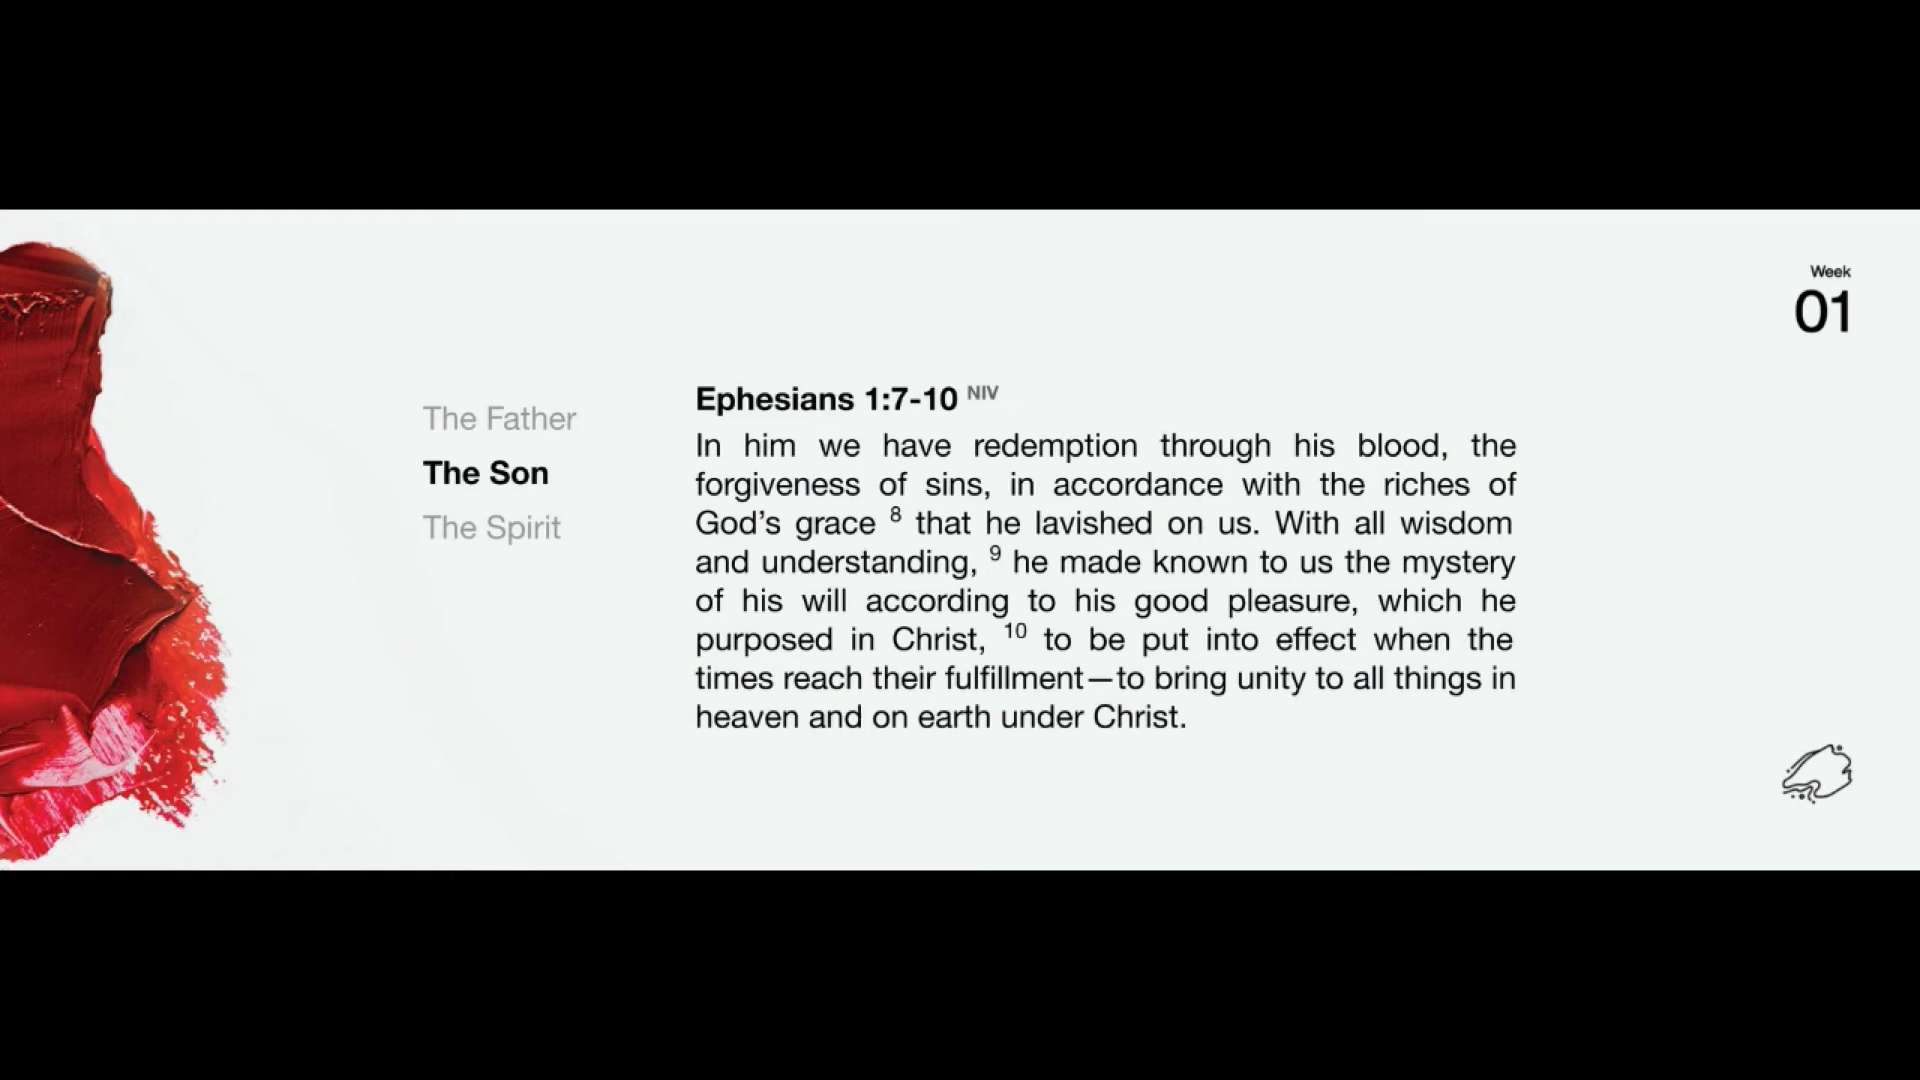 Week
01
The Father
The Son
The Spirit
Ephesians 1:7-10 NIV
In him we have redemption through his blood, the
forgiveness of sins, in accordance with the riches of
God’s grace 8 that he lavished on us. With all wisdom
and understanding, 9 he made known to us the mystery
of his will according to his good pleasure, which he
purposed in Christ, 10 to be put into effect when the
times reach their fulfillment—to bring unity to all things in
heaven and on earth under Christ.